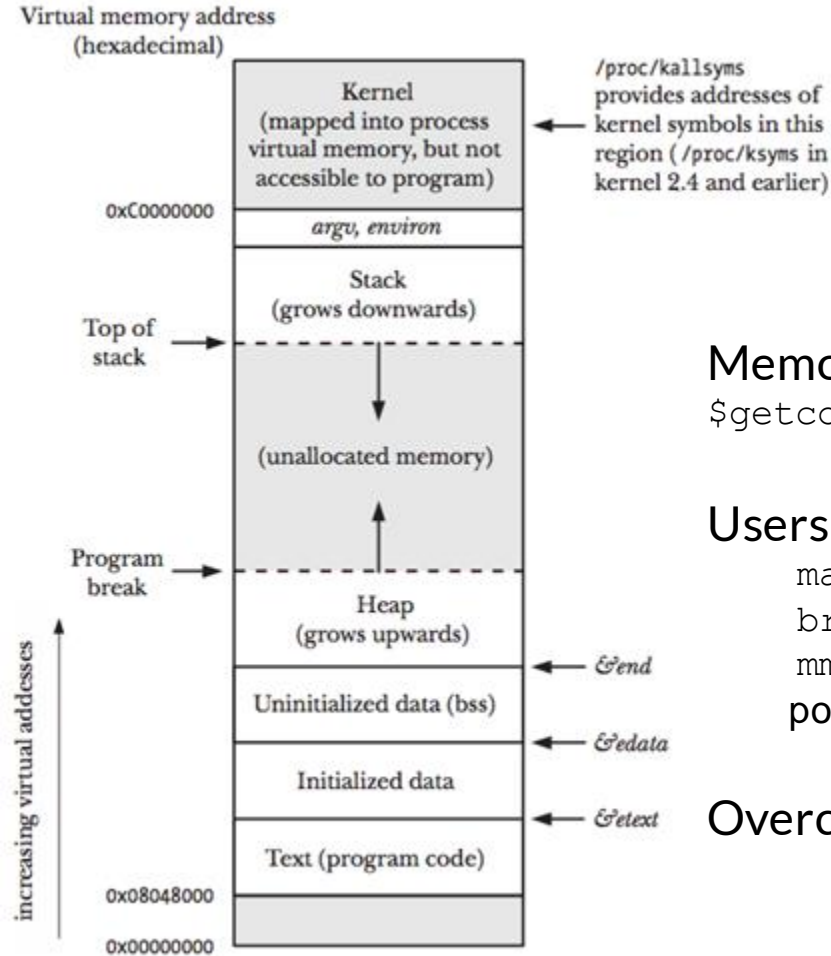 Virtual memory address
(hexadecimal)
Kernel
(mapped into process
virtual memory, but not
accessible to program)
/proc/kallsyms
provides addresses of
kernel symbols in this
region (/proc/ksyms in
kernel 2.4 and earlier)
0xC0000000
argv, environ
Stack
(grows downwards)
Top of
stack
(unallocated memory)
Program
break
Heap
(grows upwards)
&end
Uninitialized data (bss)
&edata
Initialized data
&etext
Text (program code)
0x08048000
0x00000000
increasing virtual addesses
Users